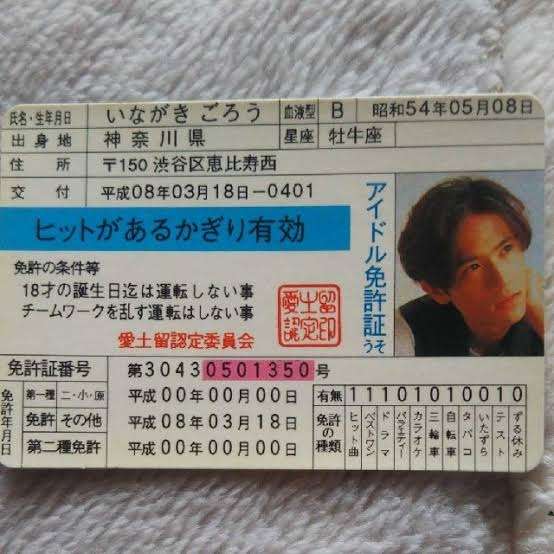 氏名・生年月日 いながき ごろう 血液型 B 昭和54年05月08日
出身地 神奈川県 星座 牡牛座
住所 〒150 渋谷区恵比寿西
交付 平成08年03月18日-0401
ヒットがあるかぎり有効
アイドル免許証
うそ
免許の条件等
18才の誕生日迄は運転しない事
チームワークを乱す運転はしない事
愛土留認定委員会
免許証番号 第30430501350号
免許年月日
第一種 二・小・原 平成00年00月00日
免許 その他 平成08年03月18日
第二種免許 平成00年00月00日
有無 111101010010
免許の種類
ヒット曲
ベストワン
ドラマ
バラエティー
カラオケ
三輪車
自転車
タバコ
いたずら
テスト
ずる休み